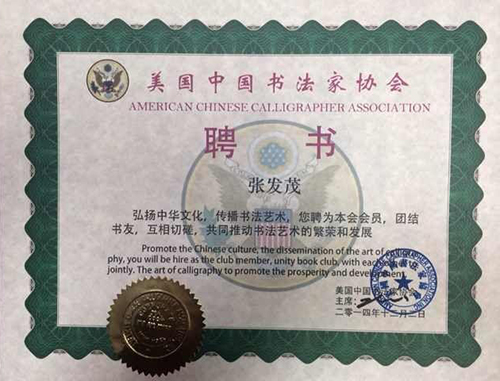 美国中国书法家协会
AMERICAN CHINESE CALLIGRAPHER ASSOCIATION
聘书
张发茂
弘扬中华文化，传播书法艺术，您聘为本会会员，团结
书友，互相切磋，共同推动书法艺术的繁荣和发展
Promote the Chinese culture, the dissemination of the art of
phy, you will be hire as the club member, unity book club, with each
jointly. The art of calligraphy to promote the prosperity and development
美国中国
主席：
二零一四年十二月二日